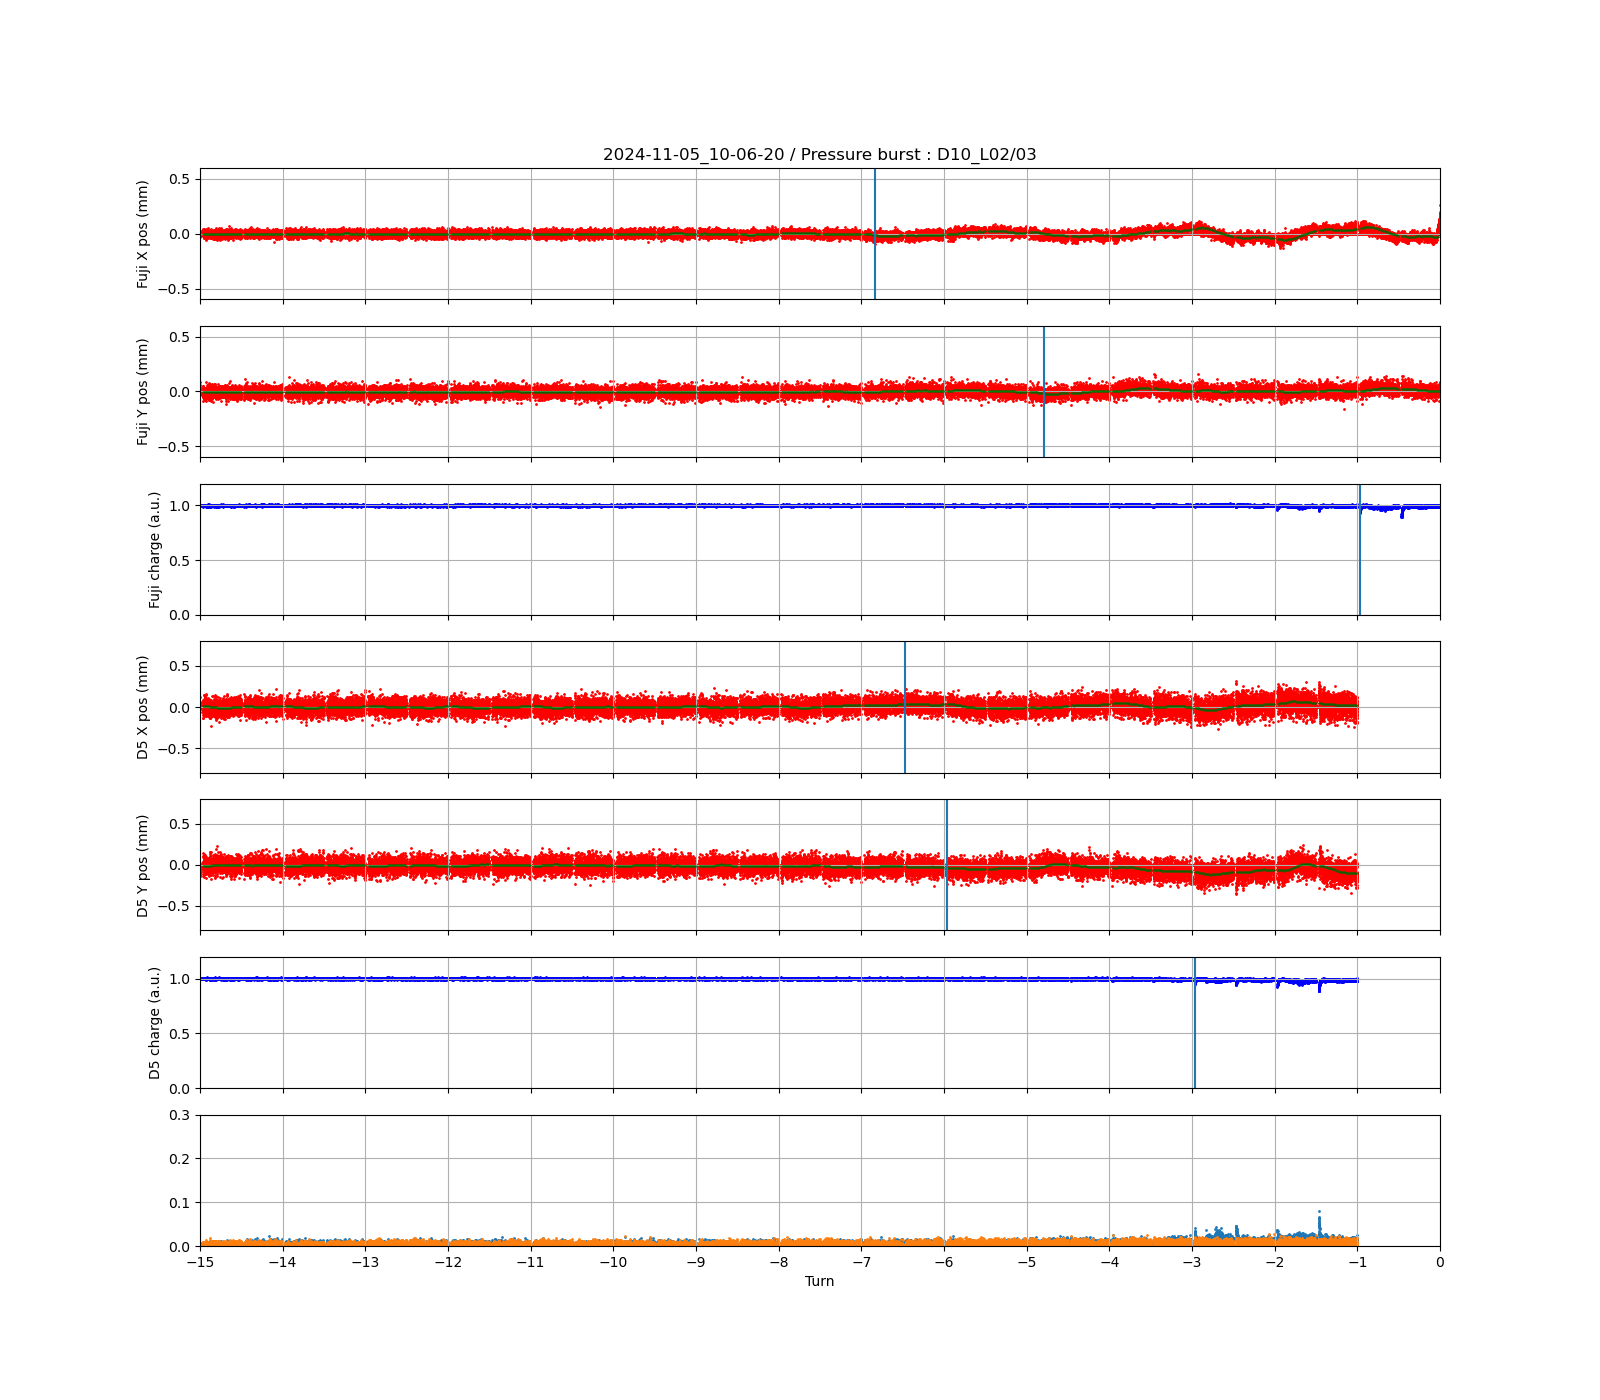 2024-11-05_10-06-20 / Pressure burst : D10_L02/03
Fuji X pos (mm)
0.5
0.0
−0.5
Fuji Y pos (mm)
0.5
0.0
−0.5
Fuji charge (a.u.)
1.0
0.5
0.0
D5 X pos (mm)
0.5
0.0
−0.5
D5 Y pos (mm)
0.5
0.0
−0.5
D5 charge (a.u.)
1.0
0.5
0.0
0.3
0.2
0.1
0.0
−15 −14 −13 −12 −11 −10 −9 −8 −7 −6 −5 −4 −3 −2 −1 0
Turn